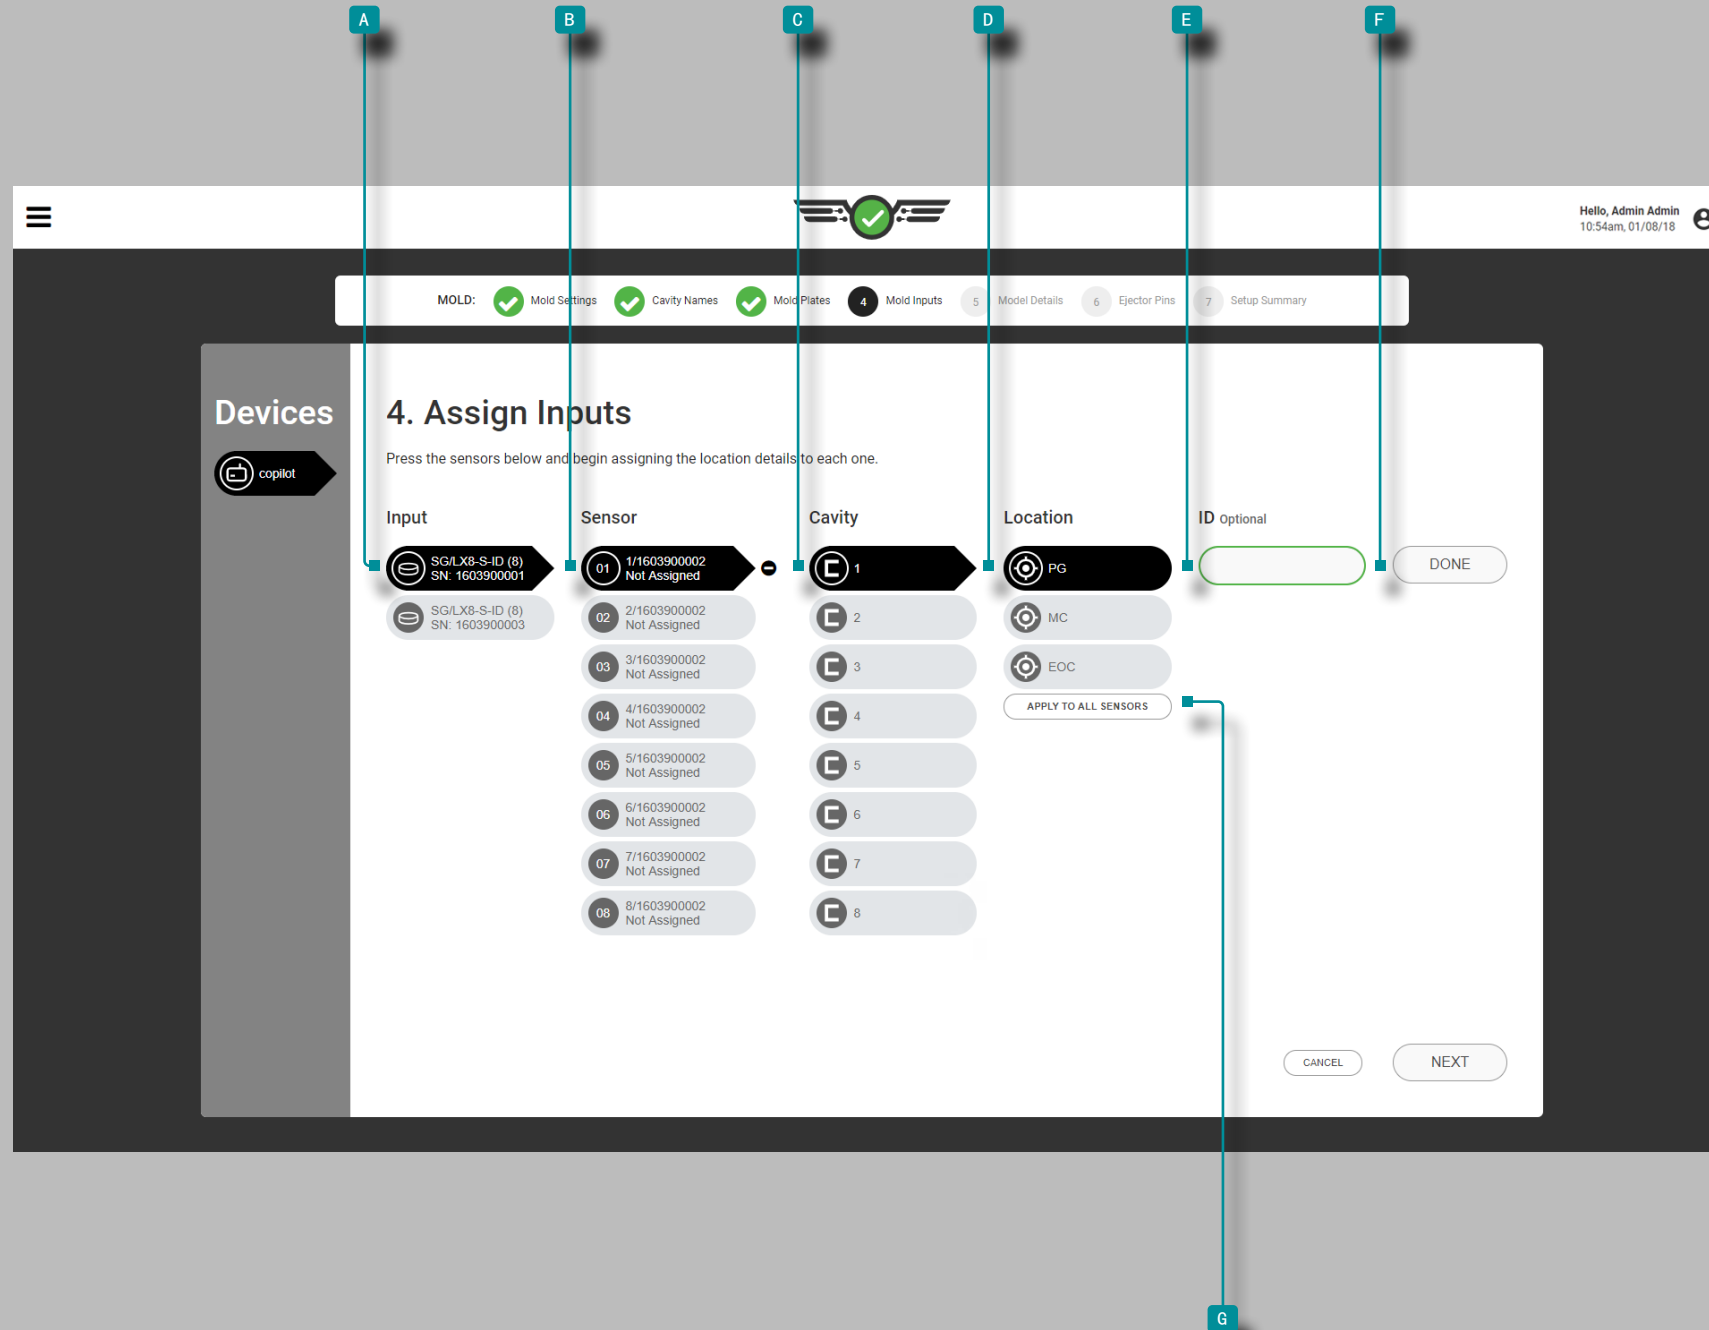 A
B
C
D
E
F
Hello, Admin Admin
10:54am, 01/08/18
MOLD:
Mold Settings
Cavity Names
Mold Plates
4
Mold Inputs
5
Model Details
6
Ejector Pins
7
Setup Summary
Devices
copilot
4. Assign Inputs
Press the sensors below and begin assigning the location details to each one.
Input
SG/LX8-S-ID (8)
SN: 1603900001
SG/LX8-S-ID (8)
SN: 1603900003
Sensor
01
1/1603900002
Not Assigned
02
2/1603900002
Not Assigned
03
3/1603900002
Not Assigned
04
4/1603900002
Not Assigned
05
5/1603900002
Not Assigned
06
6/1603900002
Not Assigned
07
7/1603900002
Not Assigned
08
8/1603900002
Not Assigned
Cavity
1
2
3
4
5
6
7
8
Location
PG
MC
EOC
APPLY TO ALL SENSORS
ID Optional
DONE
CANCEL
NEXT
G